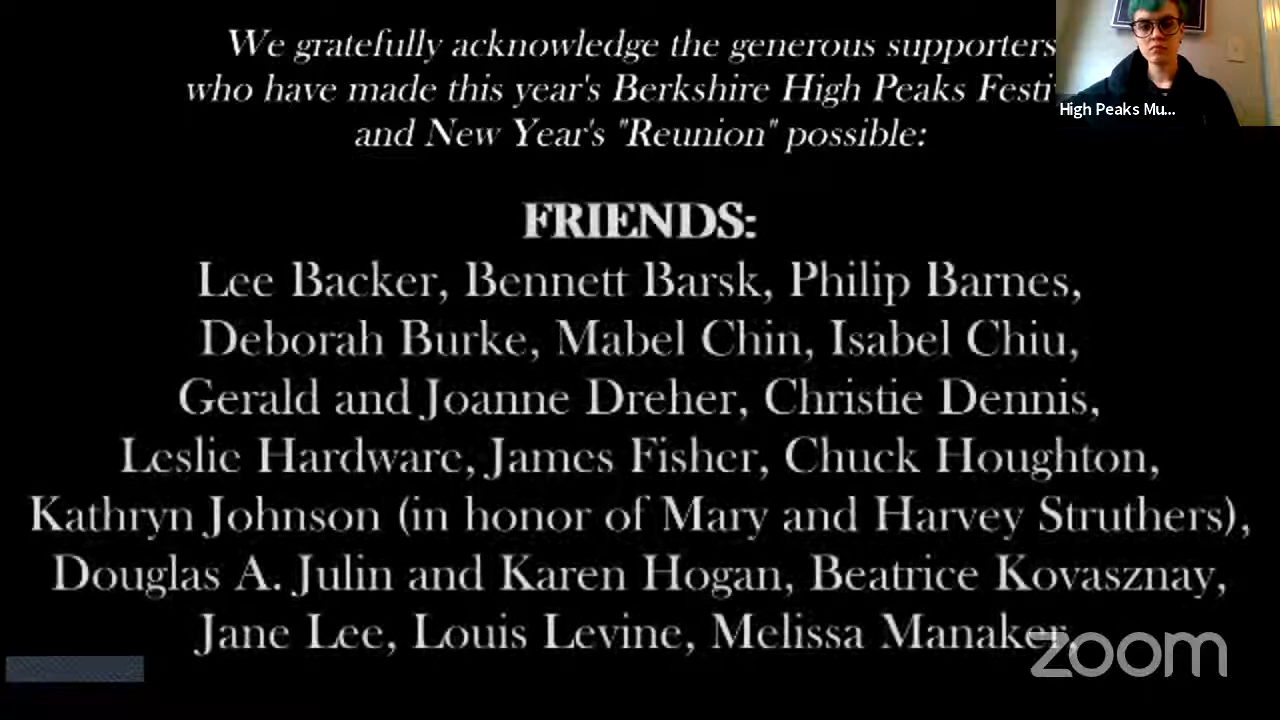 We gratefully acknowledge the generous supporters
who have made this year's Berkshire High Peaks Festi
and New Year's "Reunion" possible:
High Peaks Mu...
FRIENDS:
Lee Backer, Bennett Barsk, Philip Barnes,
Deborah Burke, Mabel Chin, Isabel Chiu,
Gerald and Joanne Dreher, Christie Dennis,
Leslie Hardware, James Fisher, Chuck Houghton,
Kathryn Johnson (in honor of Mary and Harvey Struthers),
Douglas A. Julin and Karen Hogan, Beatrice Kovasznay,
Jane Lee, Louis Levine, Melissa Manaker,
zoom